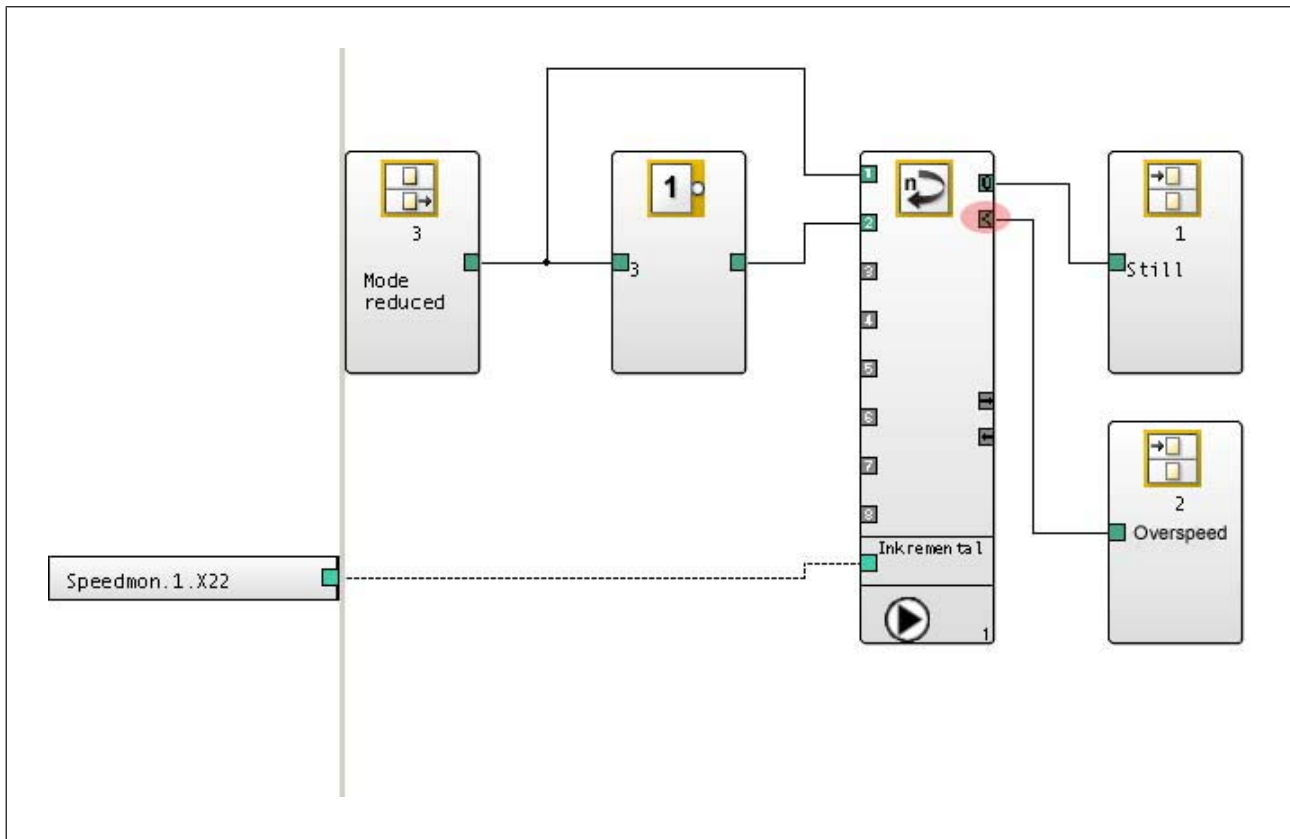 3
Mode
reduced
1
3
n
1
2
3
4
5
6
7
8
0
<
Inkremental
1
1
Still
2
Overspeed
Speedmon.1.X22